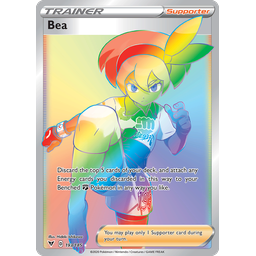 TRAINER Supporter
Bea
Discard the top 5 cards of your deck, and attach any
Energy cards you discarded in this way to your
Benched Pokémon in any way you like.
You may play only 1 Supporter card during
your turn.